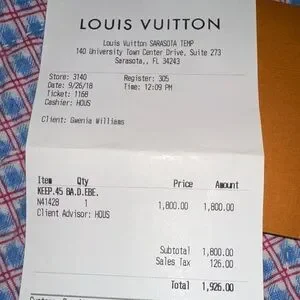 LOUIS VUITTON
Louis Vuitton SARASOTA TEMP
140 University Town Center Drive, Suite 273
Sarasota,, FL 34243
Store: 3140 Register: 305
Date: 9/26/18 Time: 12:09 PM
Ticket: 1168
Cashier: HOUS
Client: Gwenia Williams
Item Qty Price Amount
KEEP.45 BA.D.EBE.
N41428 1 1,800.00 1,800.00
Client Advisor: HOUS
Subtotal 1,800.00
Sales Tax 126.00
Total 1,926.00